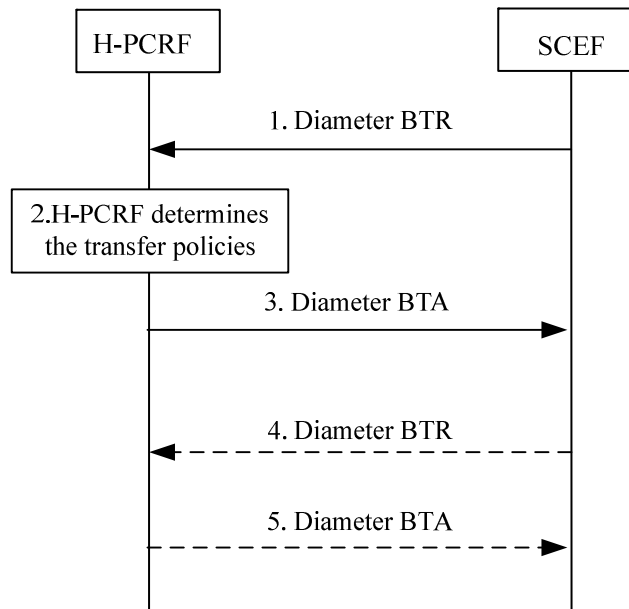 H-PCRF
SCEF
1. Diameter BTR
2.H-PCRF determines
the transfer policies
3. Diameter BTA
4. Diameter BTR
5. Diameter BTA